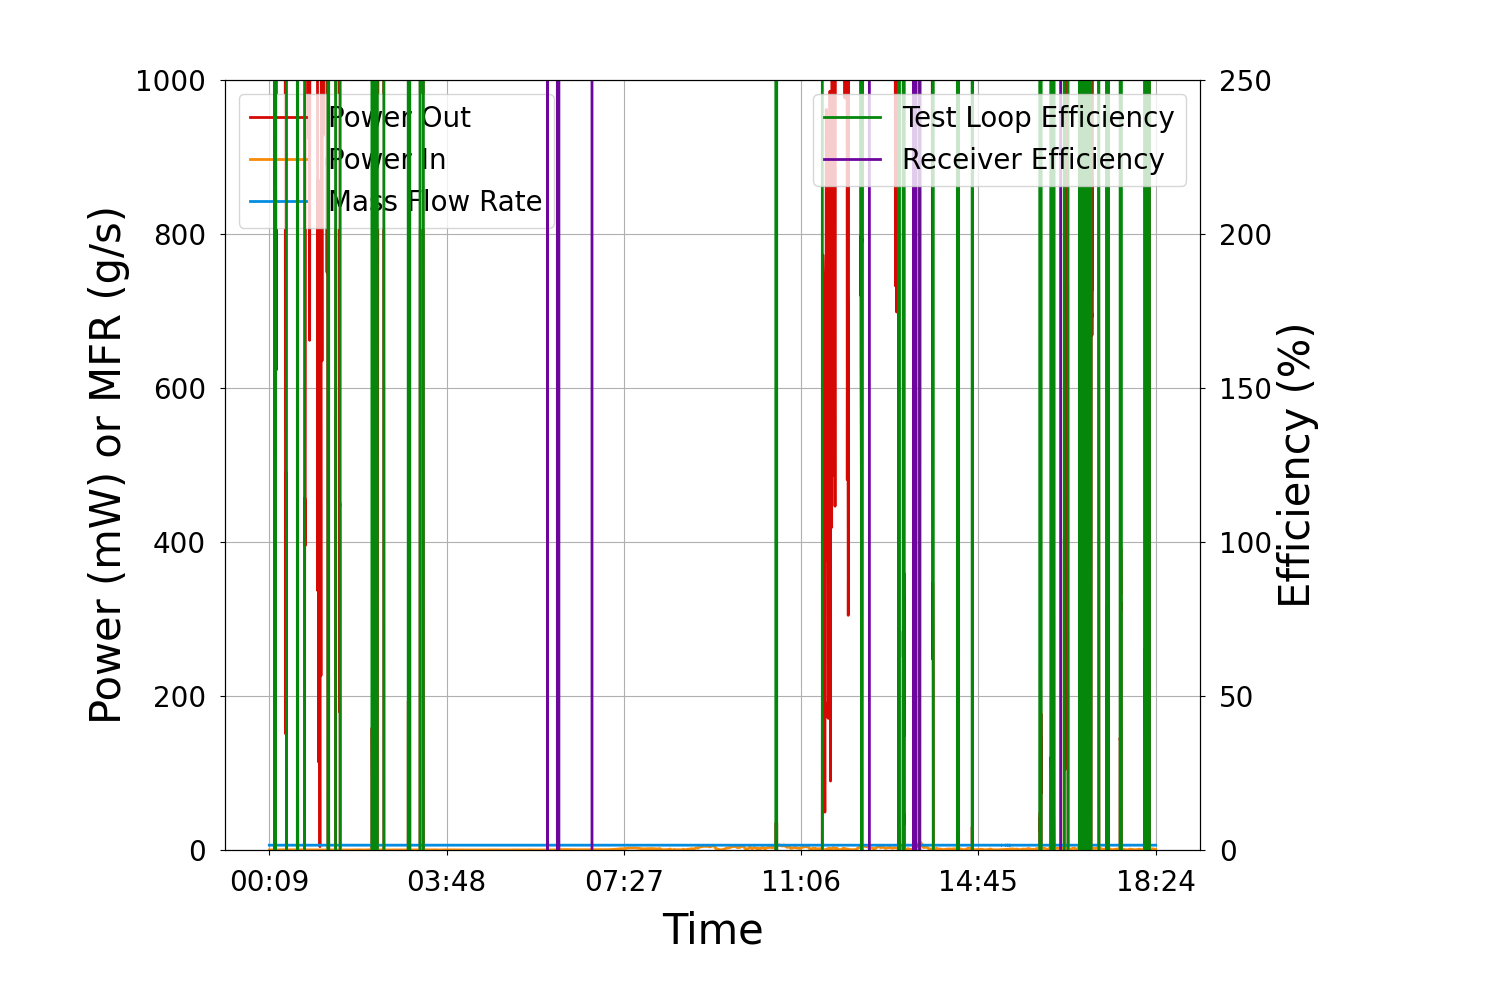 1000
800
600
400
200
0
Power (mW) or MFR (g/s)
Power Out
Power In
Mass Flow Rate
Test Loop Efficiency
Receiver Efficiency
250
200
150
100
50
0
Efficiency (%)
00:09 03:48 07:27 11:06 14:45 18:24
Time